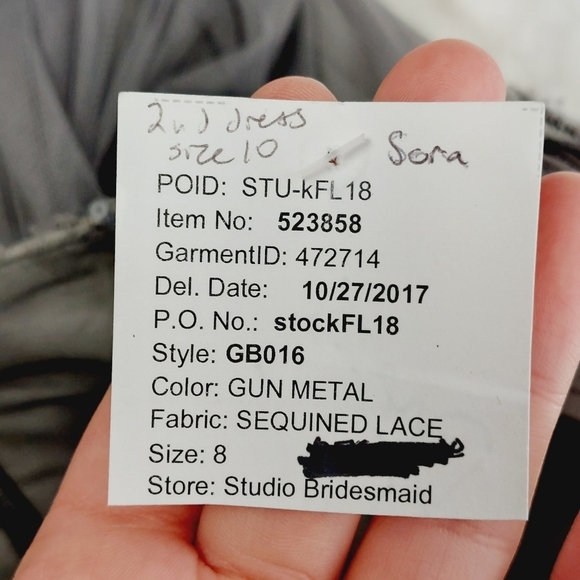 2nd dress
size 10 Sora
POID: STU-kFL18
Item No: 523858
GarmentID: 472714
Del. Date: 10/27/2017
P.O. No.: stockFL18
Style: GB016
Color: GUN METAL
Fabric: SEQUINED LACE
Size: 8
Store: Studio Bridesmaid